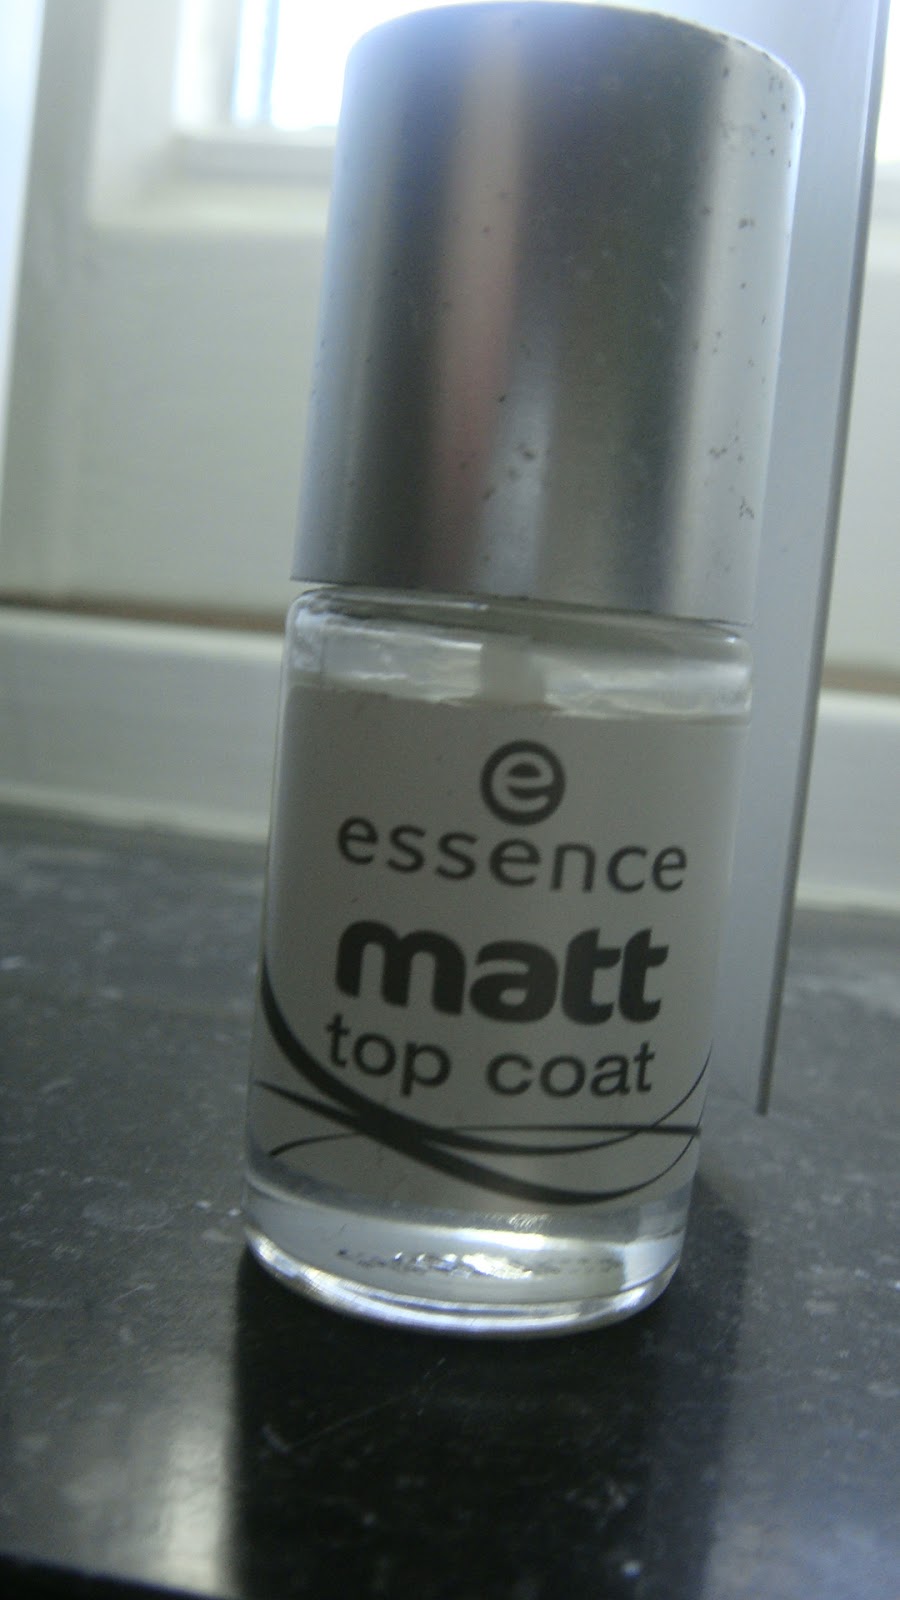 e
essence
matt
top coat